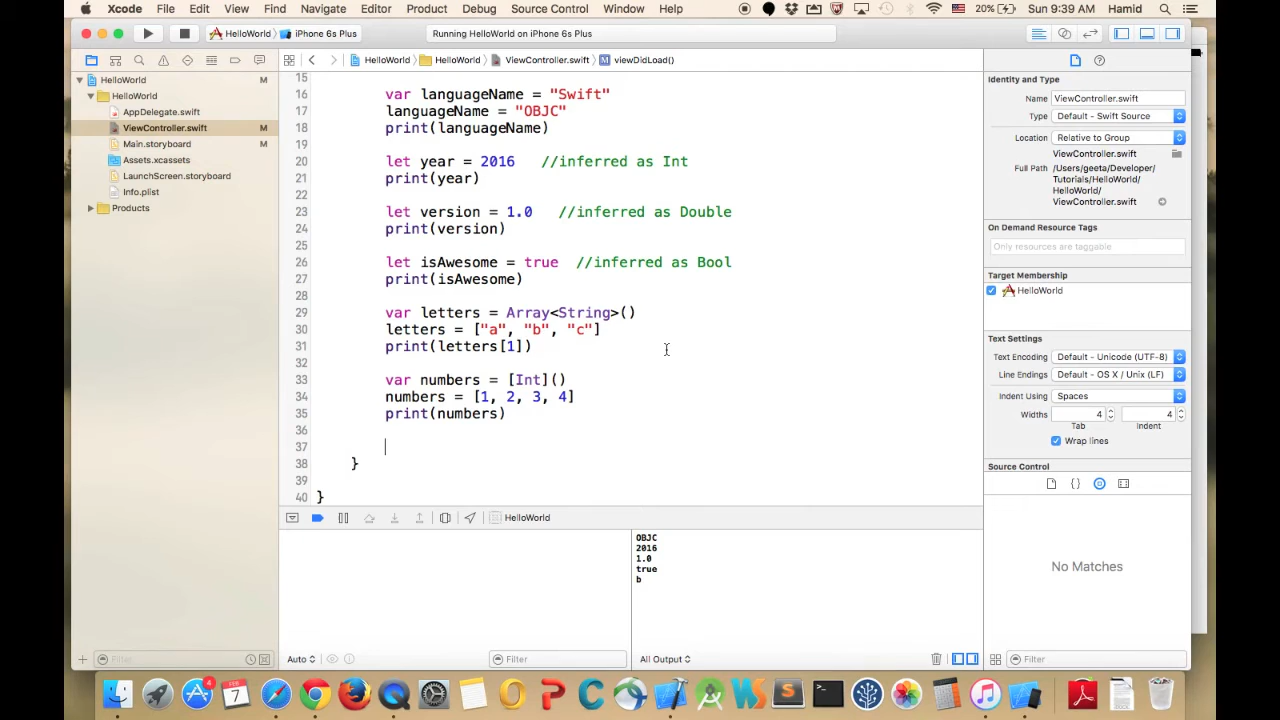 Xcode File Edit View Find Navigate Editor Product Debug Source Control Window Help 20% Sun 9:39 AM Hamid
HelloWorld iPhone 6s Plus Running HelloWorld on iPhone 6s Plus
HelloWorld HelloWorld ViewController.swift M viewDidLoad()
HelloWorld M
HelloWorld
AppDelegate.swift
ViewController.swift M
Main.storyboard M
Assets.xcassets
LaunchScreen.storyboard
Info.plist
Products
Filter
15
16 var languageName = "Swift"
17 languageName = "OBJC"
18 print(languageName)
19
20 let year = 2016 //inferred as Int
21 print(year)
22
23 let version = 1.0 //inferred as Double
24 print(version)
25
26 let isAwesome = true //inferred as Bool
27 print(isAwesome)
28
29 var letters = Array<String>()
30 letters = ["a", "b", "c"]
31 print(letters[1])
32
33 var numbers = [Int]()
34 numbers = [1, 2, 3, 4]
35 print(numbers)
36
37
38 }
39
40 }
HelloWorld
OBJC
2016
1.0
true
b
Auto Filter All Output
Identity and Type
Name ViewController.swift
Type Default - Swift Source
Location Relative to Group
ViewController.swift
Full Path /Users/geeta/Developer/
Tutorials/HelloWorld/
HelloWorld/
ViewController.swift
On Demand Resource Tags
Only resources are taggable
Target Membership
HelloWorld
Text Settings
Text Encoding Default - Unicode (UTF-8)
Line Endings Default - OS X / Unix (LF)
Indent Using Spaces
Widths 4 4
Tab Indent
Wrap lines
Source Control
No Matches
Filter
4
FEB
7